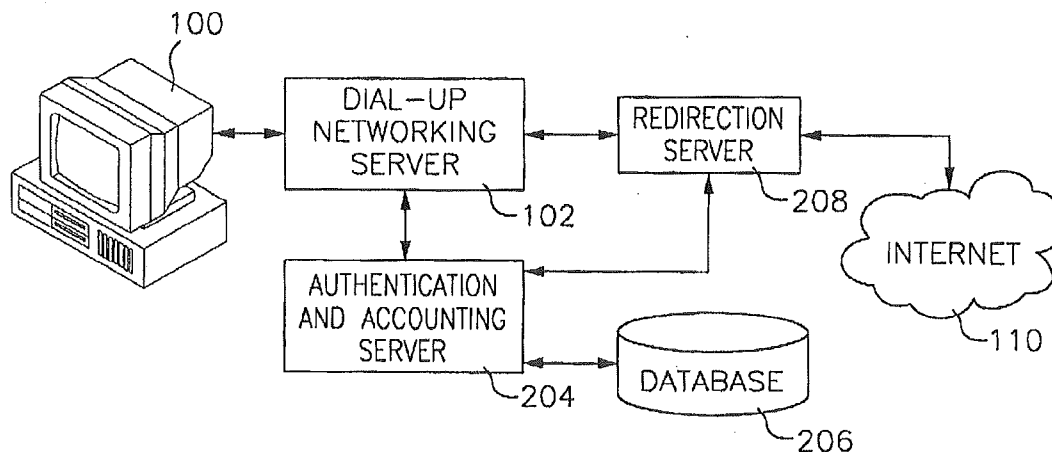 100
DIAL-UP
NETWORKING
SERVER
102
REDIRECTION
SERVER
208
INTERNET
110
AUTHENTICATION
AND ACCOUNTING
SERVER
204
DATABASE
206